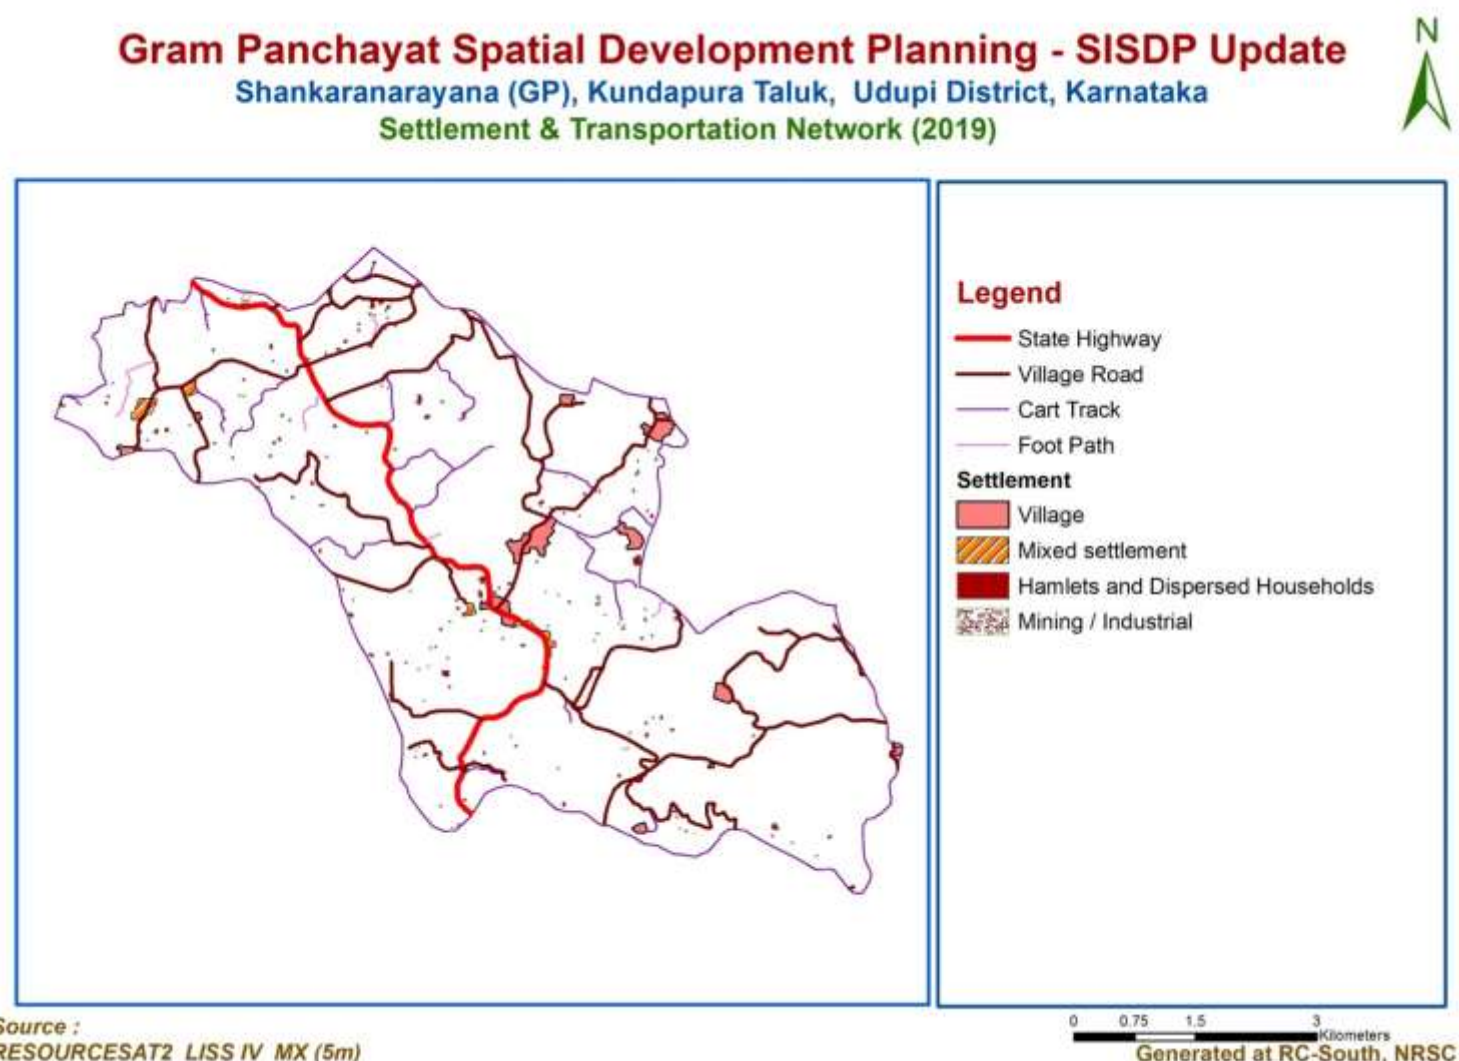 N
Gram Panchayat Spatial Development Planning - SISDP Update
Shankaranarayana (GP), Kundapura Taluk, Udupi District, Karnataka
Settlement & Transportation Network (2019)
Legend
State Highway
Village Road
Cart Track
Foot Path
Settlement
Village
Mixed settlement
Hamlets and Dispersed Households
Mining / Industrial
Source :
RESOURCESAT2 LISS IV MX (5m)
0 0.75 1.5 3
Kilometers
Generated at RC-South, NRSC